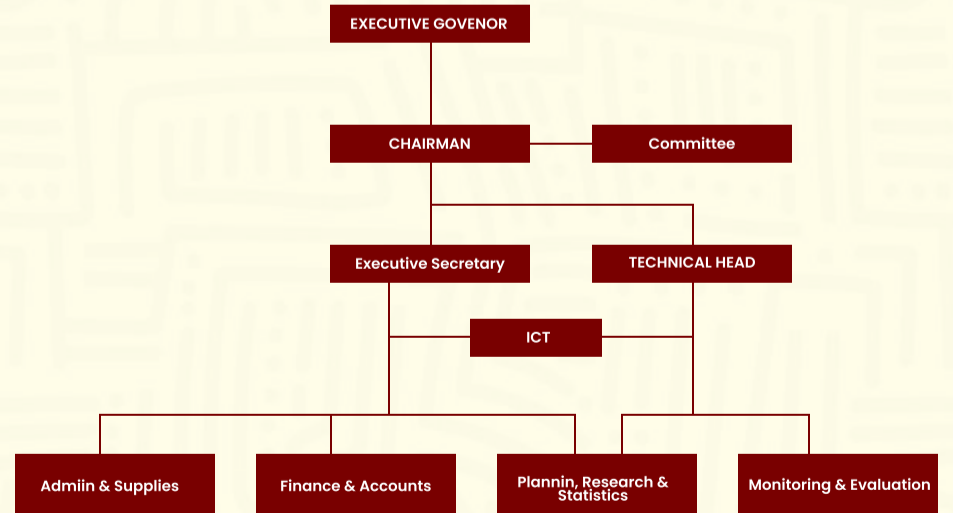 EXECUTIVE GOVENOR
CHAIRMAN
Committee
Executive Secretary
TECHNICAL HEAD
ICT
Admiin & Supplies
Finance & Accounts
Plannin, Research &
Statistics
Monitoring & Evaluation